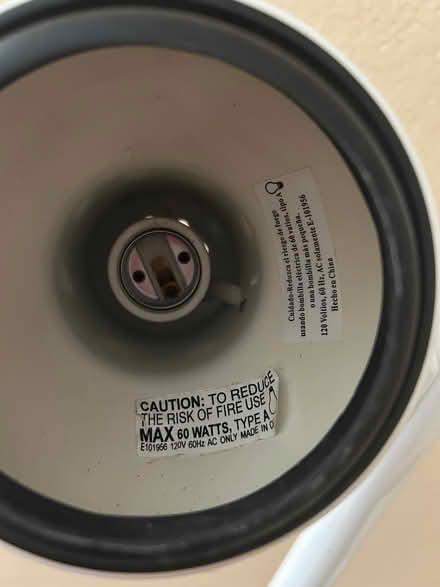 CAUTION: TO REDUCE
THE RISK OF FIRE USE
MAX 60 WATTS, TYPE A
E101956 120V 60Hz AC ONLY MADE IN
Cuidado-Reduzca el riesgo de fuego
usando bombilla eléctrica de 60 vatios, tipo A
o una bombilla más pequeña.
120 Voltios, 60 Hz, AC solamente E-101956
Hecho en China